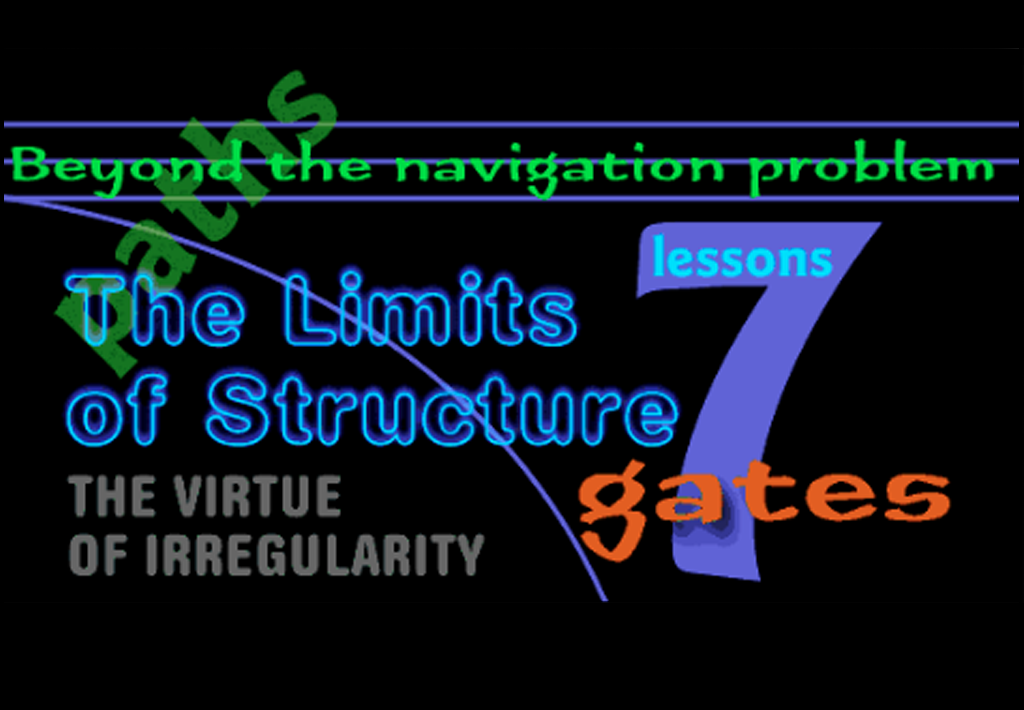 paths
Beyond the navigation problem
7
lessons
The Limits
of Structure
gates
THE VIRTUE
OF IRREGULARITY